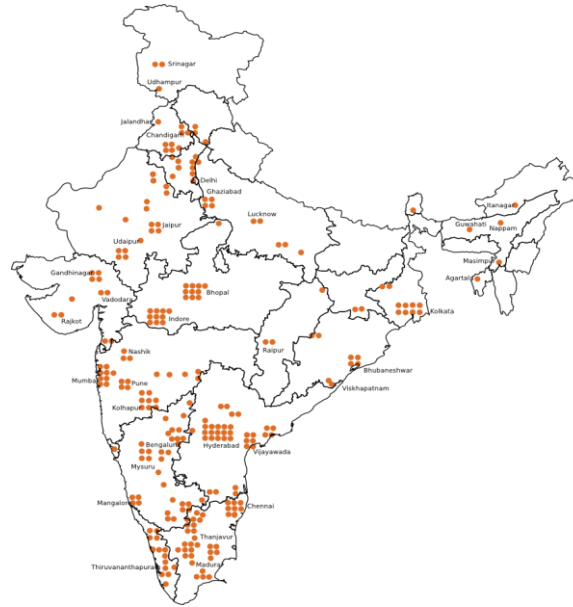 Srinagar
Udhampur
Jalandhar
Chandigarh
Delhi
Ghaziabad
Lucknow
Itanagar
Guwahati
Nappam
Jaipur
Udaipur
Masimpur
Gandhinagar
Agartala
Bhopal
Vadodara
Kolkata
Rajkot
Indore
Nashik
Raipur
Bhubaneshwar
Mumbai
Pune
Viskhapatnam
Kolhapur
Bengaluru
Hyderabad
Vijayawada
Mysuru
Mangalore
Chennai
Thanjavur
Thiruvananthapuram
Madurai